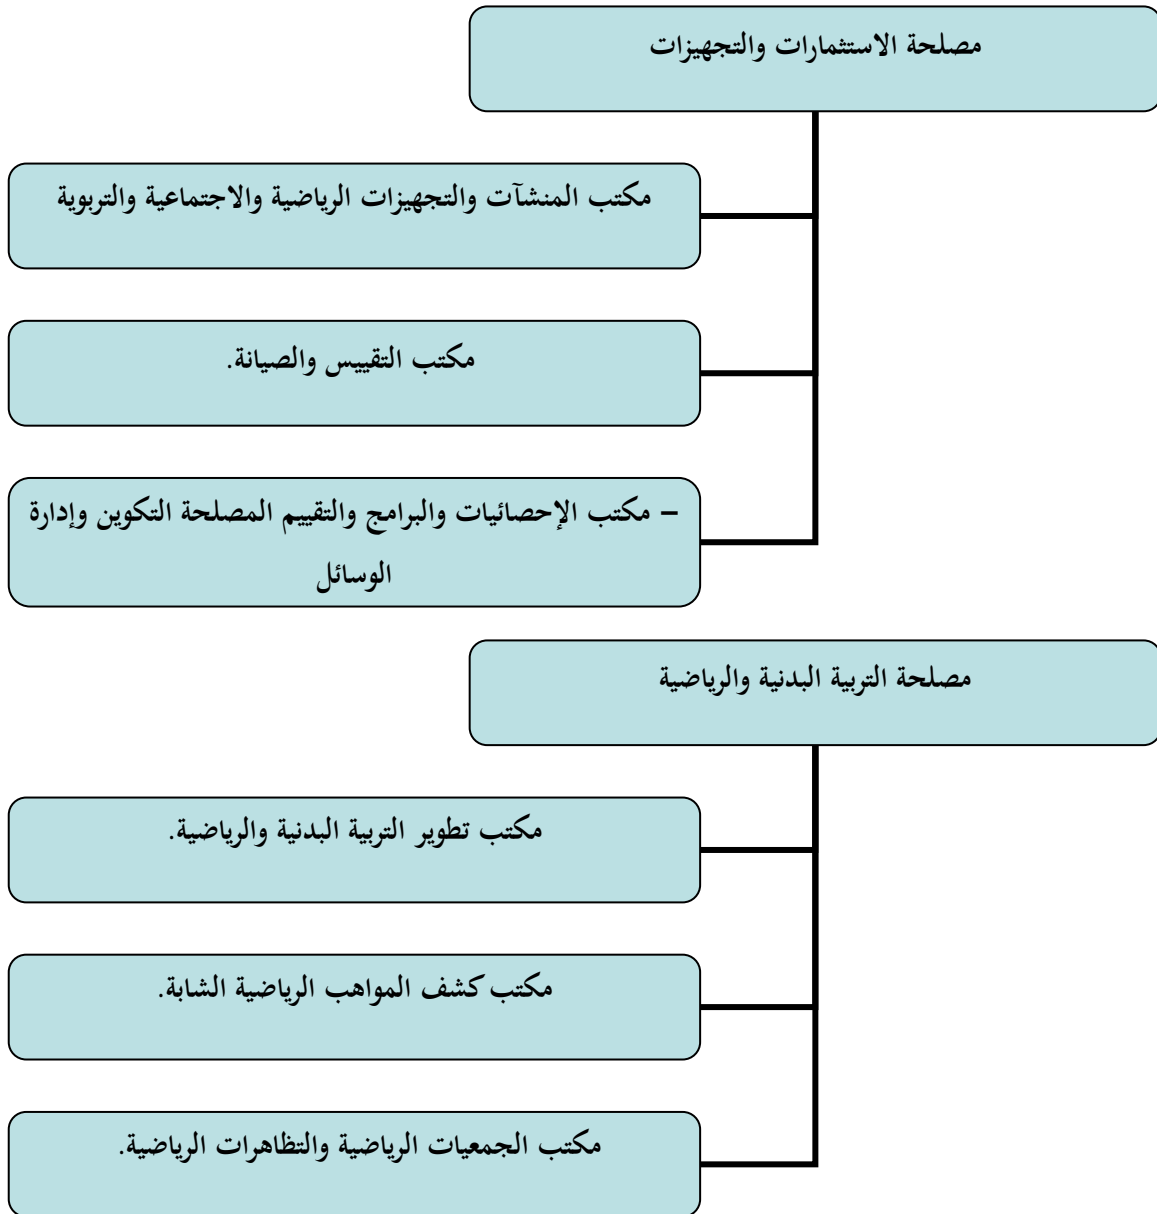 مصلحة الاستثمارات والتجهيزات
مكتب المنشآت والتجهيزات الرياضية والاجتماعية والتربوية
مكتب التقييس والصيانة.
– مكتب الإحصائيات والبرامج والتقييم المصلحة التكوين وإدارة
الوسائل
مصلحة التربية البدنية والرياضية
مكتب تطوير التربية البدنية والرياضية.
مكتب كشف المواهب الرياضية الشابة.
مكتب الجمعيات الرياضية والتظاهرات الرياضية.